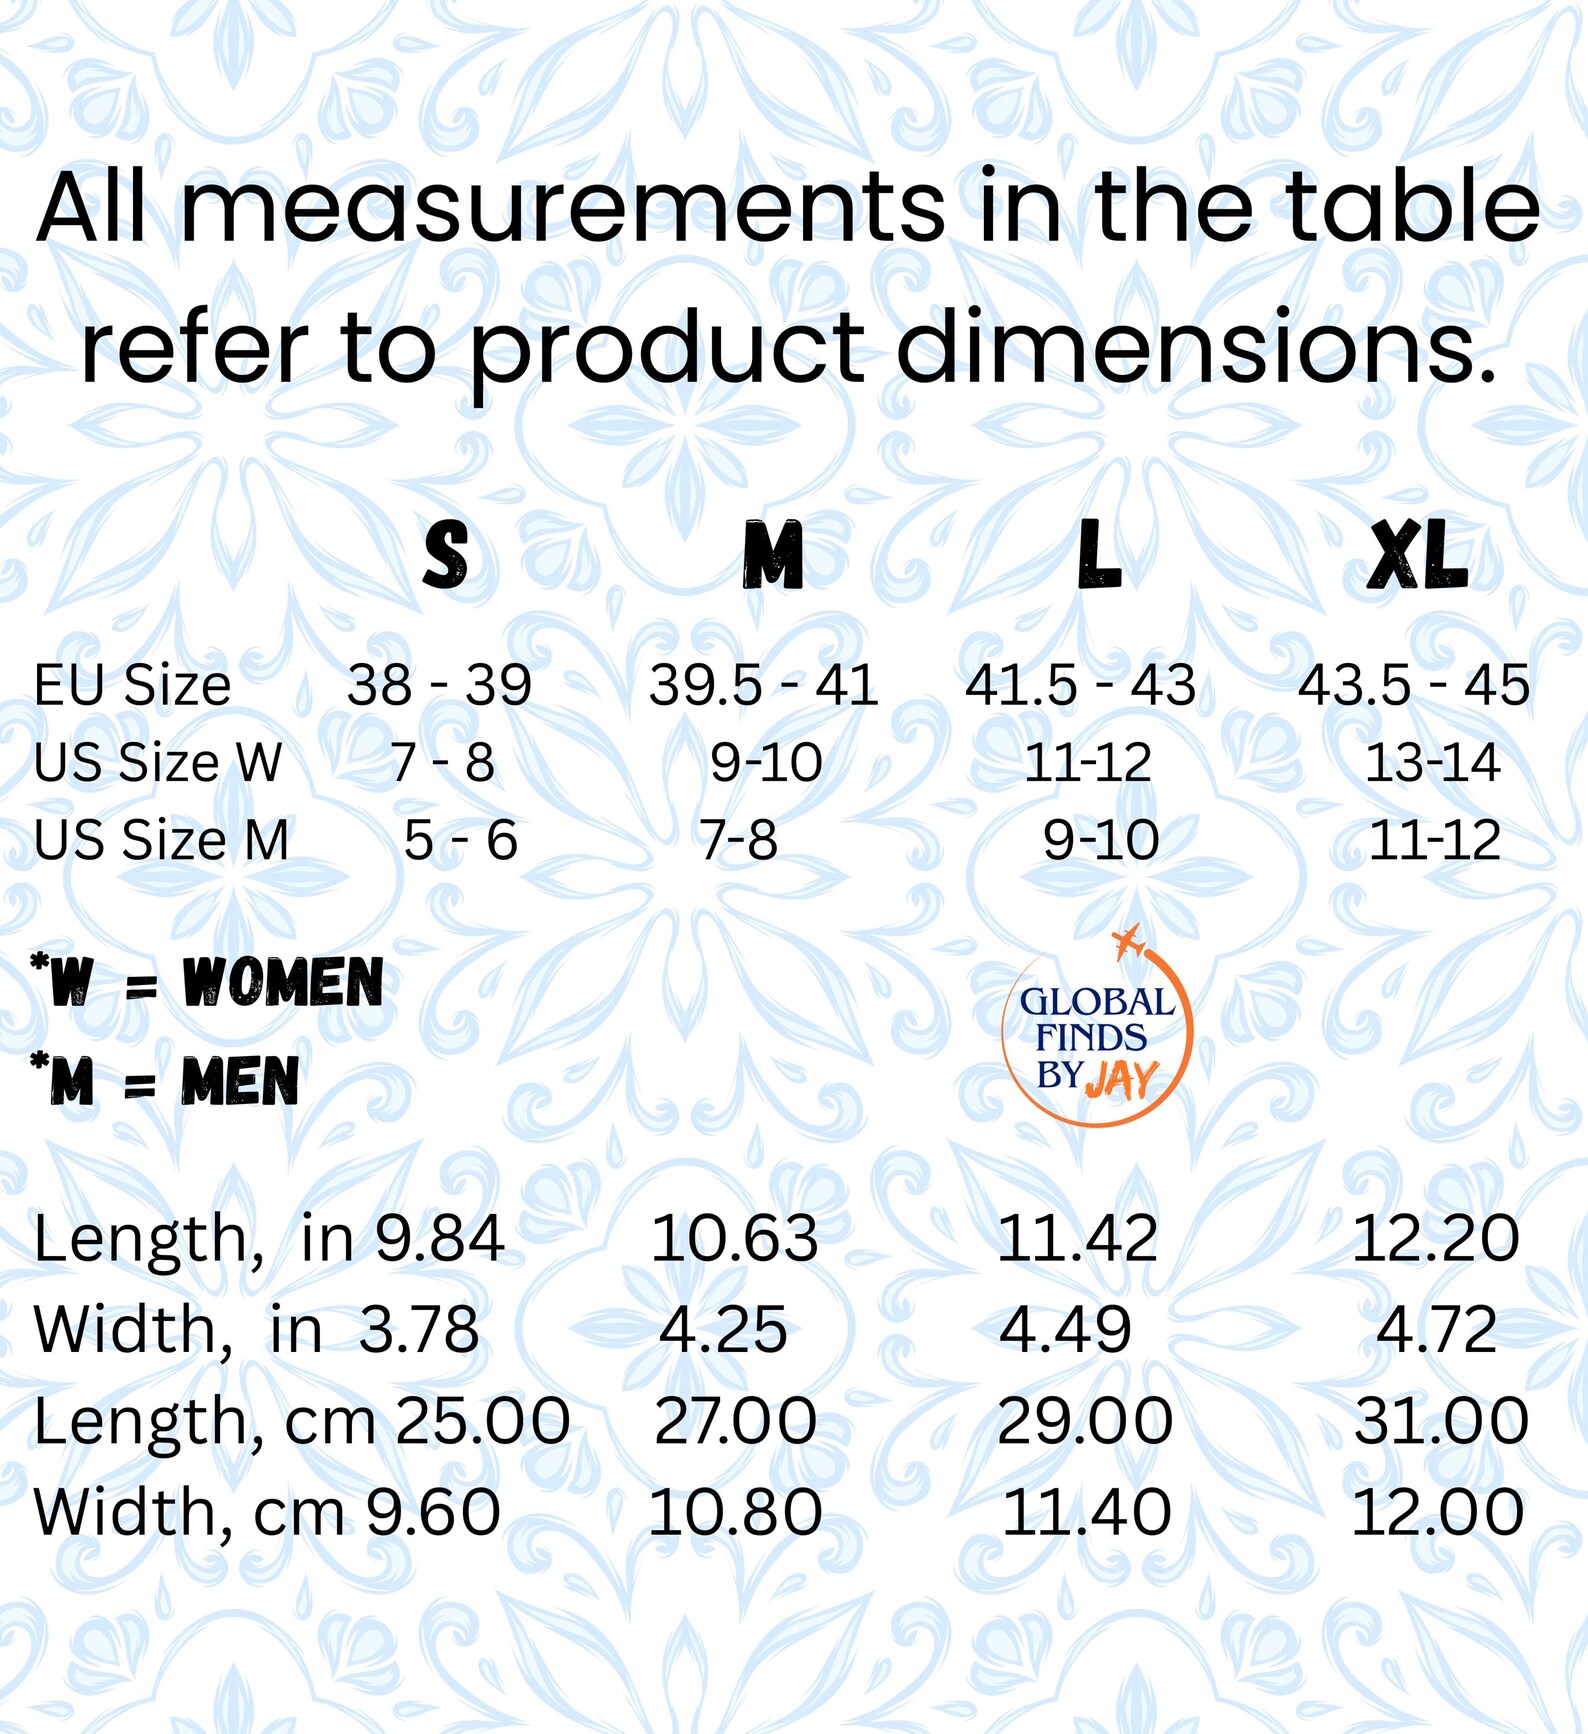 All measurements in the table
refer to product dimensions.
S M L XL
EU Size 38 - 39 39.5 - 41 41.5 - 43 43.5 - 45
US Size W 7 - 8 9-10 11-12 13-14
US Size M 5 - 6 7-8 9-10 11-12
*W = WOMEN
*M = MEN
GLOBAL
FINDS
BY JAY
Length, in 9.84 10.63 11.42 12.20
Width, in 3.78 4.25 4.49 4.72
Length, cm 25.00 27.00 29.00 31.00
Width, cm 9.60 10.80 11.40 12.00